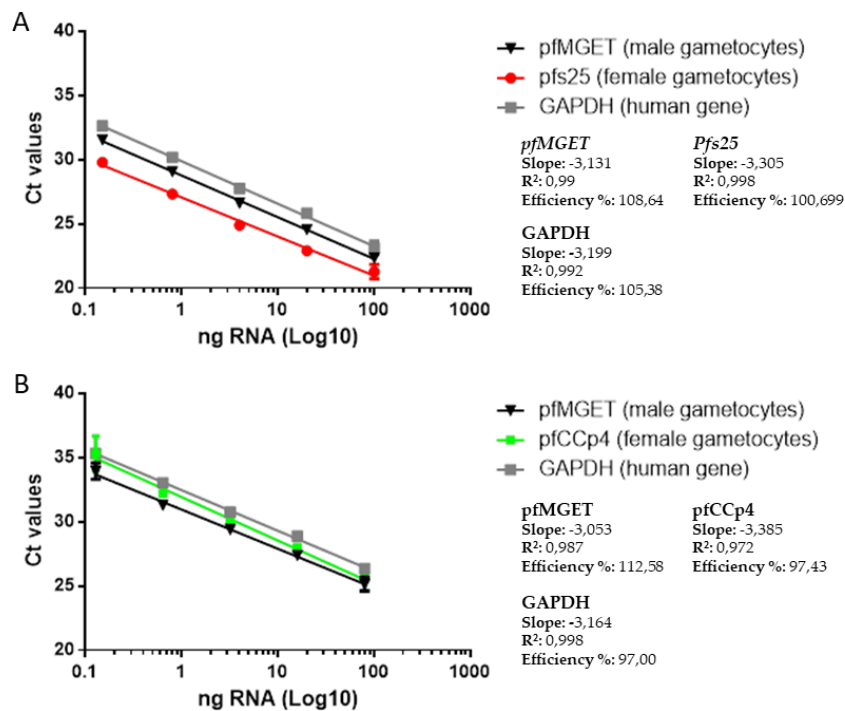 A
40
35
30
25
20
Ct values
0.1
1
10
100
1000
ng RNA (Log10)
pfMGET (male gametocytes)
pfs25 (female gametocytes)
GAPDH (human gene)
pfMGET
Slope: -3,131
R²: 0,99
Efficiency %: 108,64
Pfs25
Slope: -3,305
R²: 0,998
Efficiency %: 100,699
GAPDH
Slope: -3,199
R²: 0,992
Efficiency %: 105,38
B
40
35
30
25
20
Ct values
0.1
1
10
100
1000
ng RNA (Log10)
pfMGET (male gametocytes)
pfCCp4 (female gametocytes)
GAPDH (human gene)
pfMGET
Slope: -3,053
R²: 0,987
Efficiency %: 112,58
pfCCp4
Slope: -3,385
R²: 0,972
Efficiency %: 97,43
GAPDH
Slope: -3,164
R²: 0,998
Efficiency %: 97,00